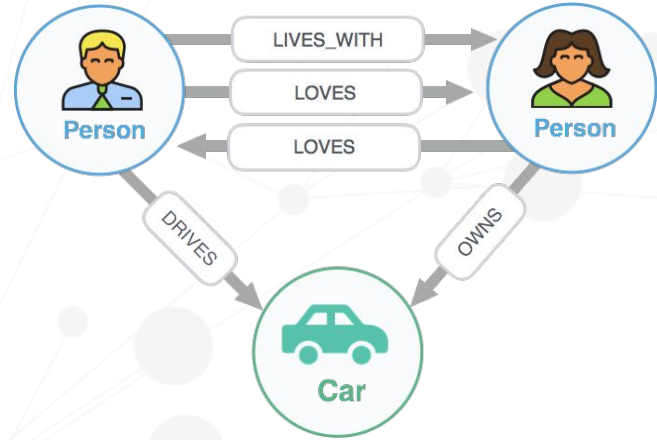 LIVES_WITH
LOVES
LOVES
Person
Person
DRIVES
OWNS
Car